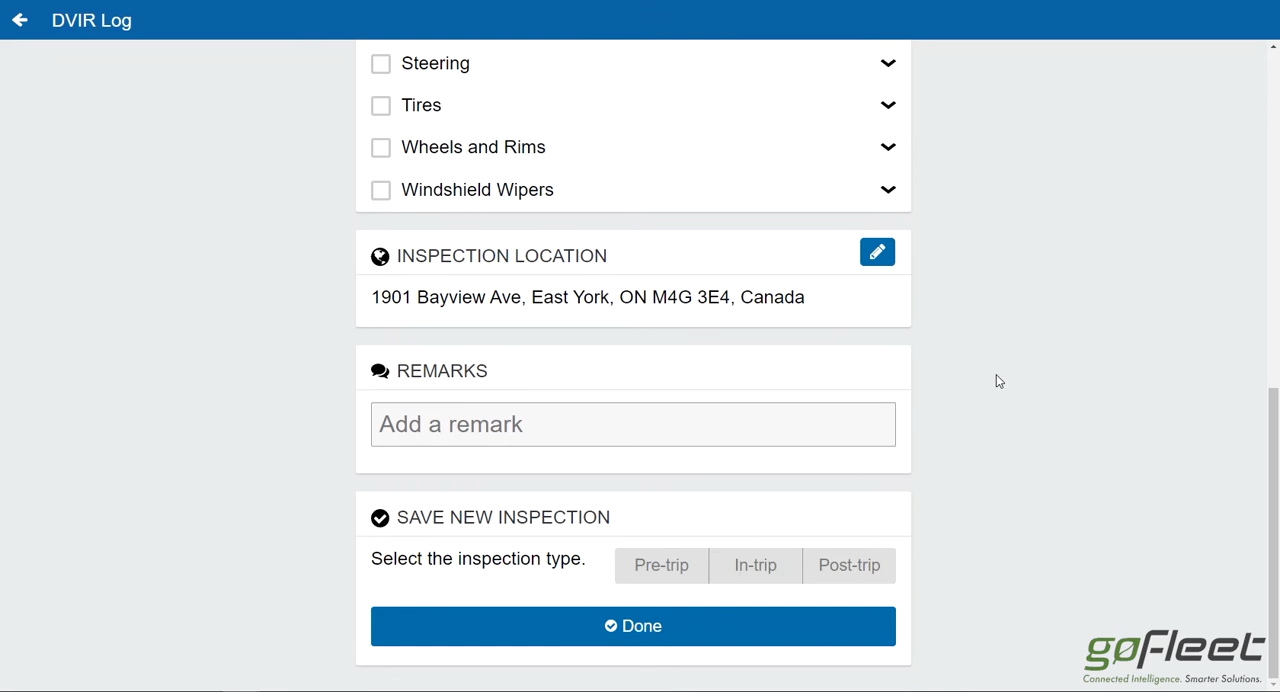 DVIR Log
Steering
Tires
Wheels and Rims
Windshield Wipers
INSPECTION LOCATION
1901 Bayview Ave, East York, ON M4G 3E4, Canada
REMARKS
Add a remark
SAVE NEW INSPECTION
Select the inspection type. Pre-trip In-trip Post-trip
Done
gofleet
Connected Intelligence. Smarter Solutions.